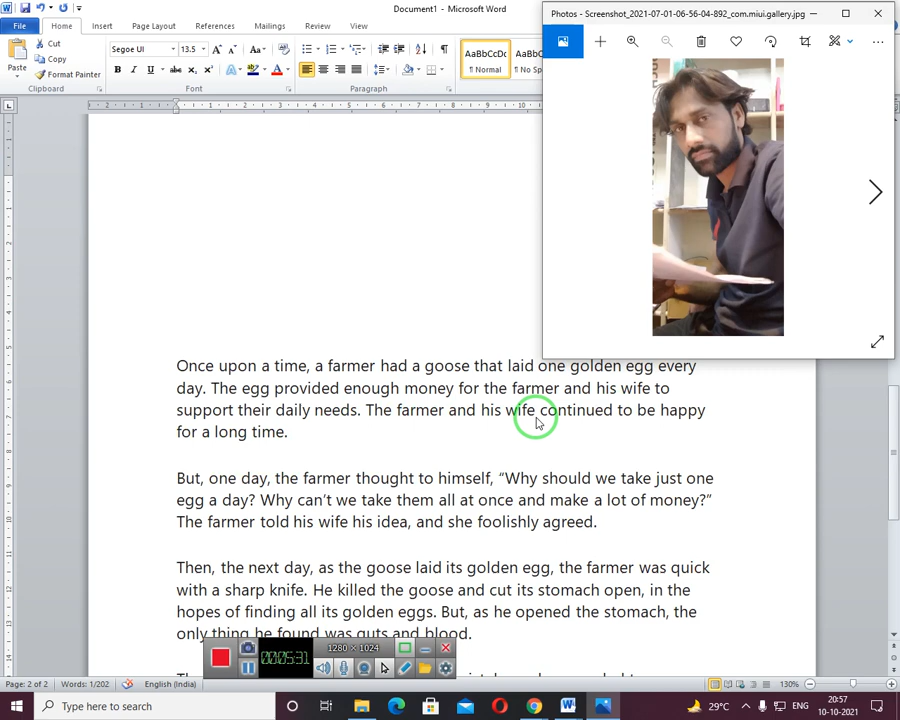 Document1 - Microsoft Word
File Home Insert Page Layout References Mailings Review View
Photos - Screenshot_2021-07-01-06-56-04-892_com.miui.gallery.jpg
Paste
Cut
Copy
Format Painter
Segoe UI 13.5
AaBbCcDc AaBbCcD
¶ Normal ¶ No Sp
Clipboard Font Paragraph
Once upon a time, a farmer had a goose that laid one golden egg every
day. The egg provided enough money for the farmer and his wife to
support their daily needs. The farmer and his wife continued to be happy
for a long time.
But, one day, the farmer thought to himself, “Why should we take just one
egg a day? Why can’t we take them all at once and make a lot of money?”
The farmer told his wife his idea, and she foolishly agreed.
Then, the next day, as the goose laid its golden egg, the farmer was quick
with a sharp knife. He killed the goose and cut its stomach open, in the
hopes of finding all its golden eggs. But, as he opened the stomach, the
only thing he found was guts and blood.
1280 × 1024
00:05:31
Page: 2 of 2 Words: 1/202 English (India) 130%
Type here to search
29°C
20:57
10-10-2021